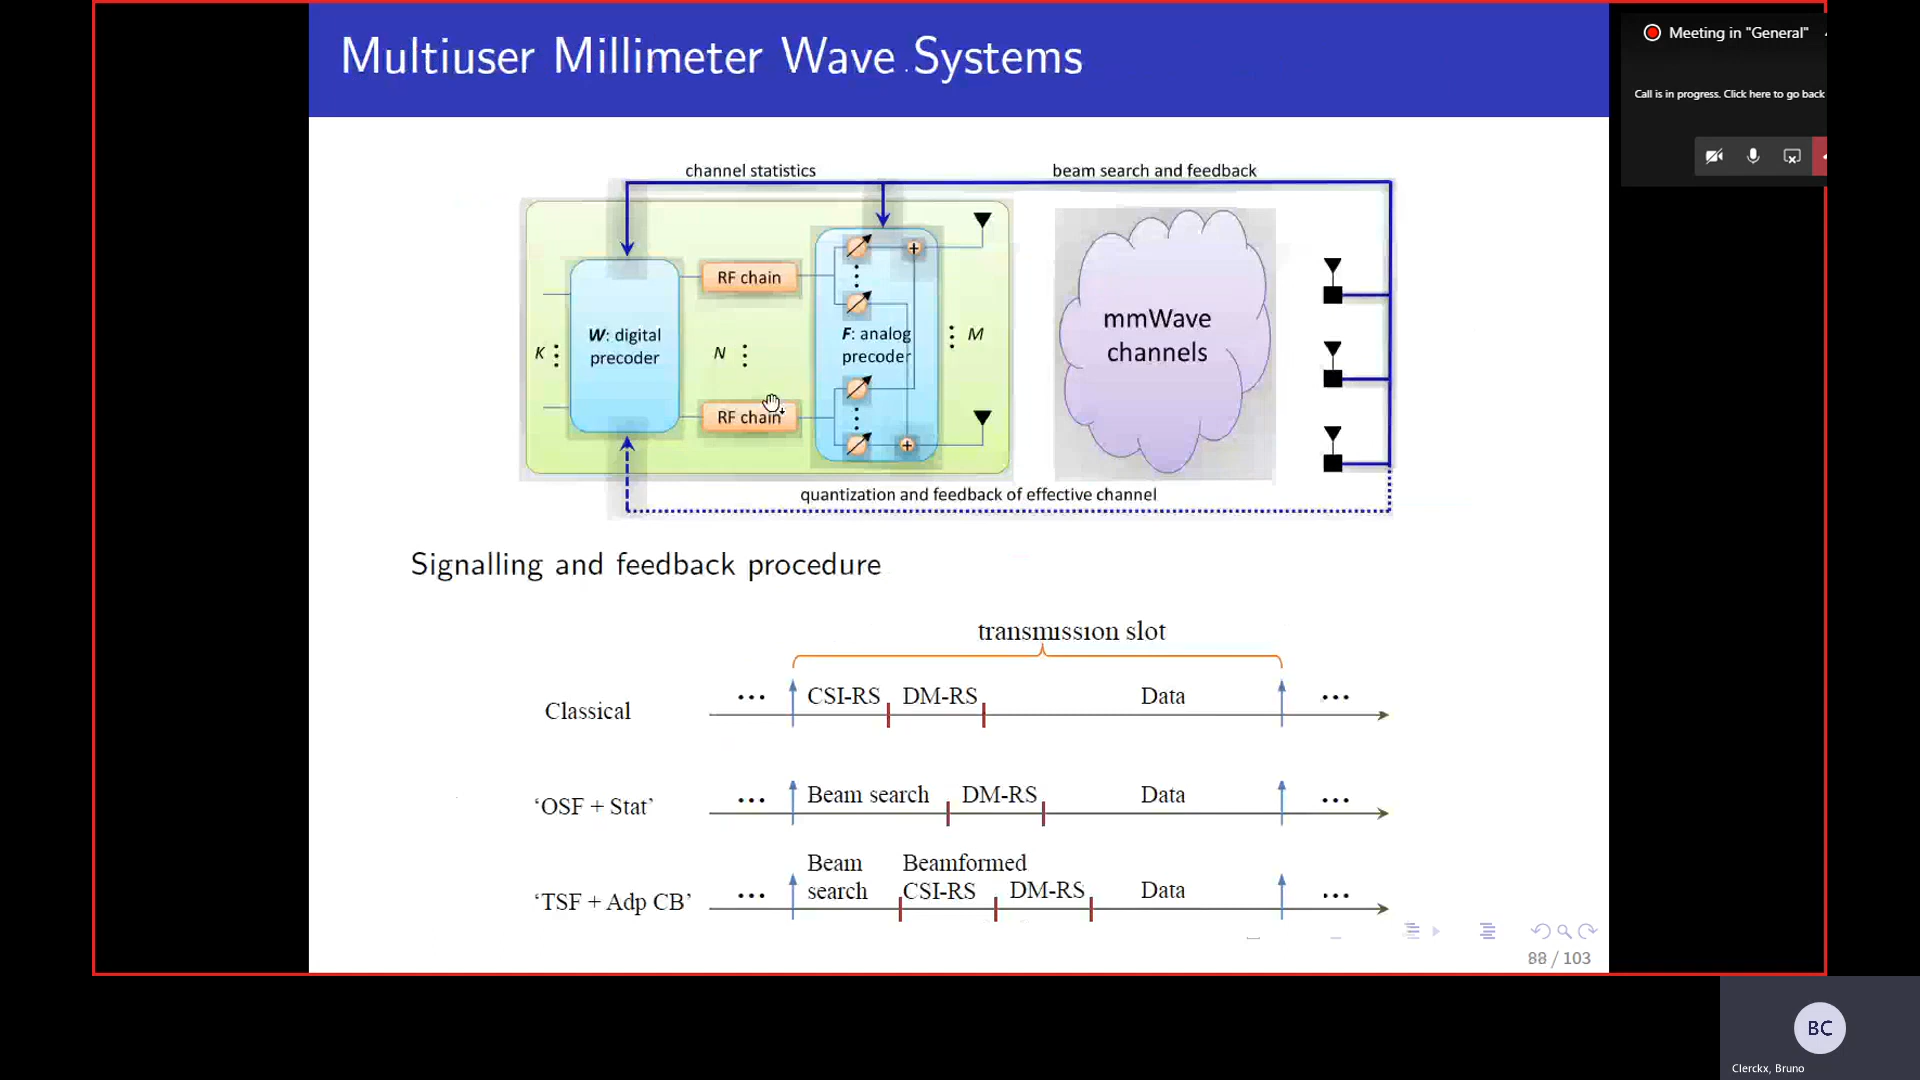 Multiuser Millimeter Wave Systems
Meeting in "General"
Call is in progress. Click here to go back
channel statistics
beam search and feedback
RF chain
W: digital
precoder
K
N
F: analog
precoder
M
RF chain
mmWave
channels
quantization and feedback of effective channel
Signalling and feedback procedure
transmission slot
Classical ... CSI-RS DM-RS Data ...
‘OSF + Stat’ ... Beam search DM-RS Data ...
Beam Beamformed
‘TSF + Adp CB’ ... search CSI-RS DM-RS Data ...
88 / 103
BC
Clerckx, Bruno